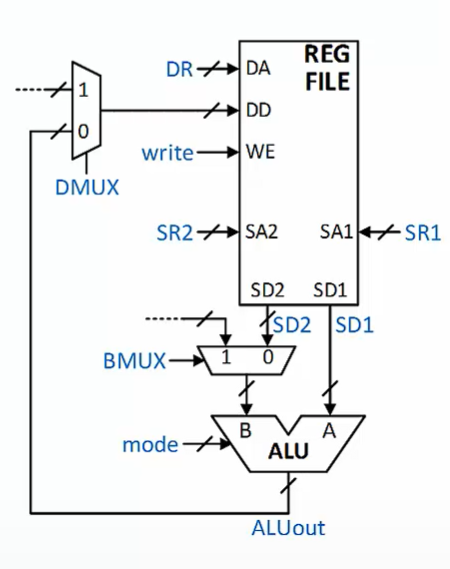 REG
FILE
DR
DA
1
DD
0
write
WE
DMUX
SR2
SA2
SA1
SR1
SD2
SD1
SD2
SD1
BMUX
1
0
B
A
mode
ALU
ALUout